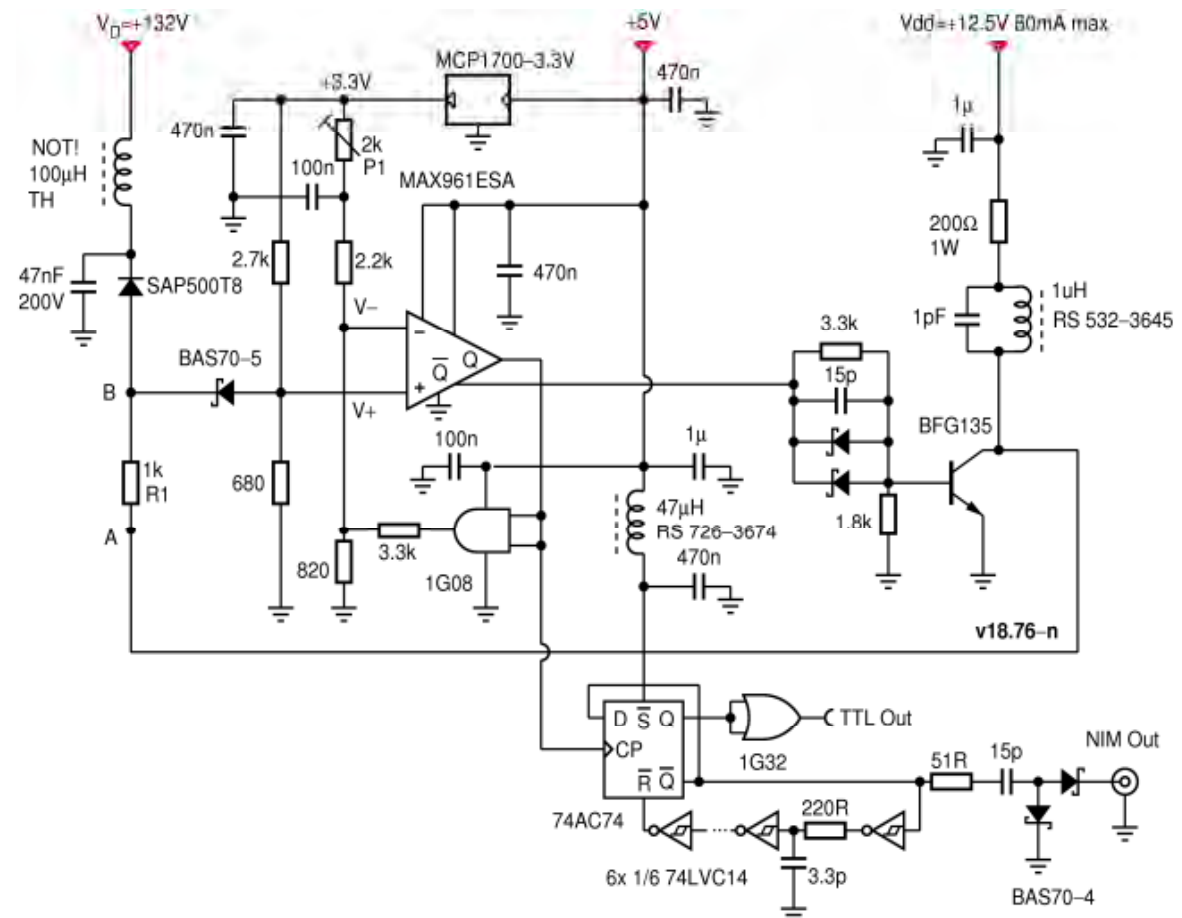 V_D=+132V
+5V
Vdd=+12.5V 80mA max
MCP1700-3.3V
+3.3V
470n
470n
1µ
NOT!
100µH
TH
2k
P1
100n
MAX961ESA
200Ω
1W
47nF
200V
SAP500T8
2.7k
2.2k
470n
1pF
1uH
RS 532-3645
V-
3.3k
BAS70-5
− Q̅ Q
15p
B
+
V+
BFG135
100n
1µ
1k
R1
680
47µH
RS 726-3674
1.8k
A
3.3k
470n
820
1G08
v18.76-n
D S̅ Q
TTL Out
CP
1G32
NIM Out
R̅ Q̅
51R
15p
74AC74
220R
6x 1/6 74LVC14
3.3p
BAS70-4